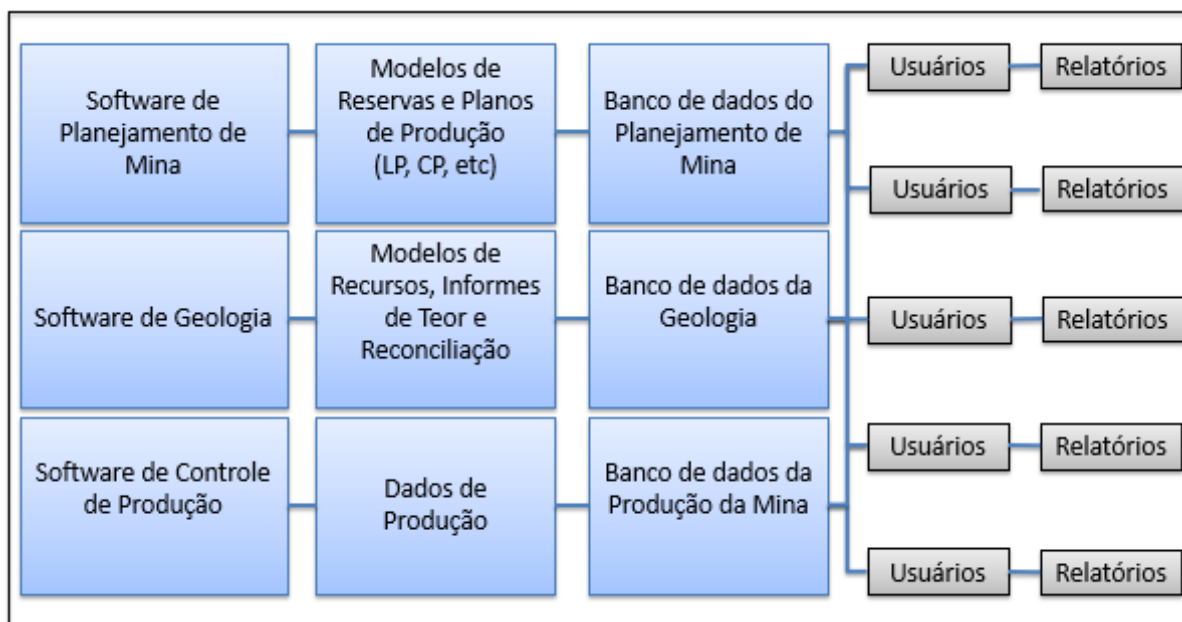 Software de
Planejamento de
Mina
Modelos de
Reservas e Planos
de Produção
(LP, CP, etc)
Banco de dados do
Planejamento de
Mina
Usuários
Relatórios
Usuários
Relatórios
Software de Geologia
Modelos de
Recursos, Informes
de Teor e
Reconciliação
Banco de dados da
Geologia
Usuários
Relatórios
Software de Controle
de Produção
Dados de
Produção
Banco de dados da
Produção da Mina
Usuários
Relatórios
Usuários
Relatórios